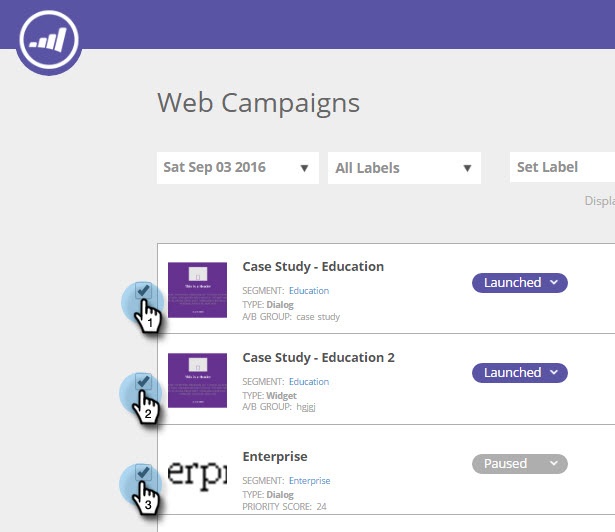 Web Campaigns
Sat Sep 03 2016
All Labels
Set Label
Displa
Case Study - Education
SEGMENT: Education
TYPE: Dialog
A/B GROUP: case study
Launched
This is a Header
1
Case Study - Education 2
SEGMENT: Education
TYPE: Widget
A/B GROUP: hgjgj
Launched
This is a Header
2
Enterprise
SEGMENT: Enterprise
TYPE: Dialog
PRIORITY SCORE: 24
Paused
erpr
3